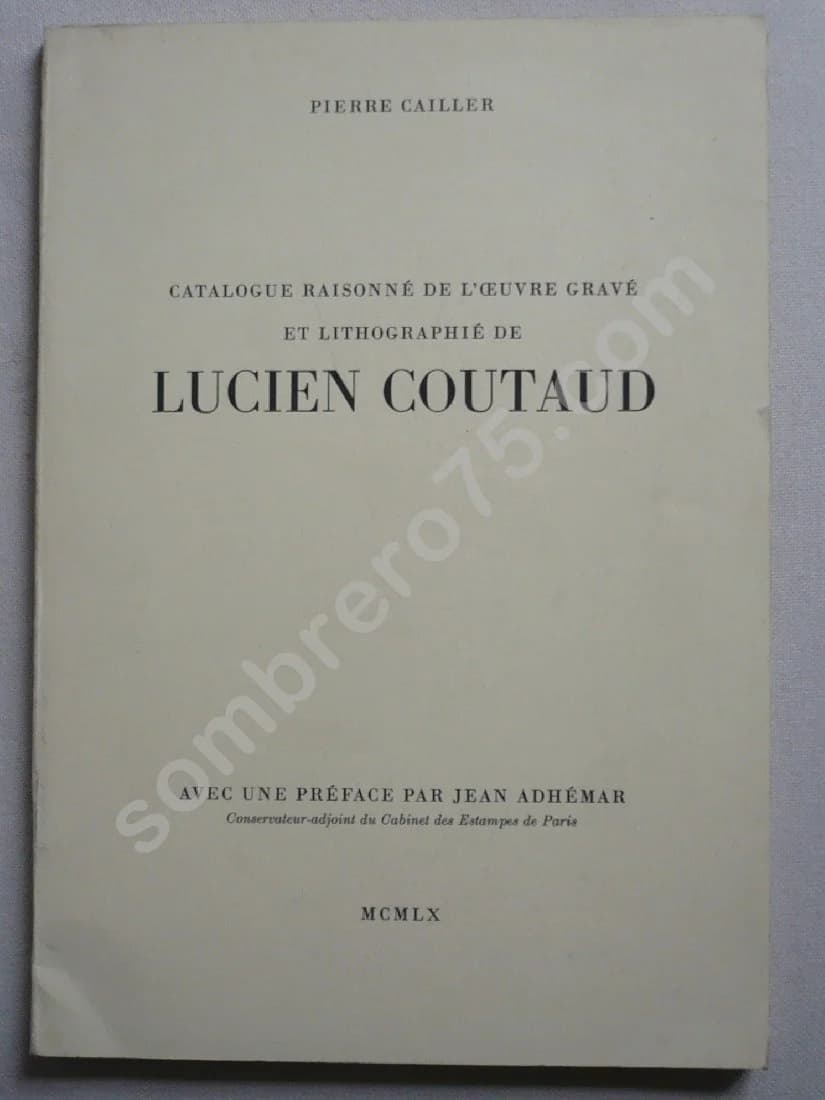 PIERRE CAILLER
CATALOGUE RAISONNÉ DE L'ŒUVRE GRAVÉ
ET LITHOGRAPHIÉ DE
LUCIEN COUTAUD
sombrero75.com
AVEC UNE PRÉFACE PAR JEAN ADHÉMAR
Conservateur-adjoint du Cabinet des Estampes de Paris
MCMLX